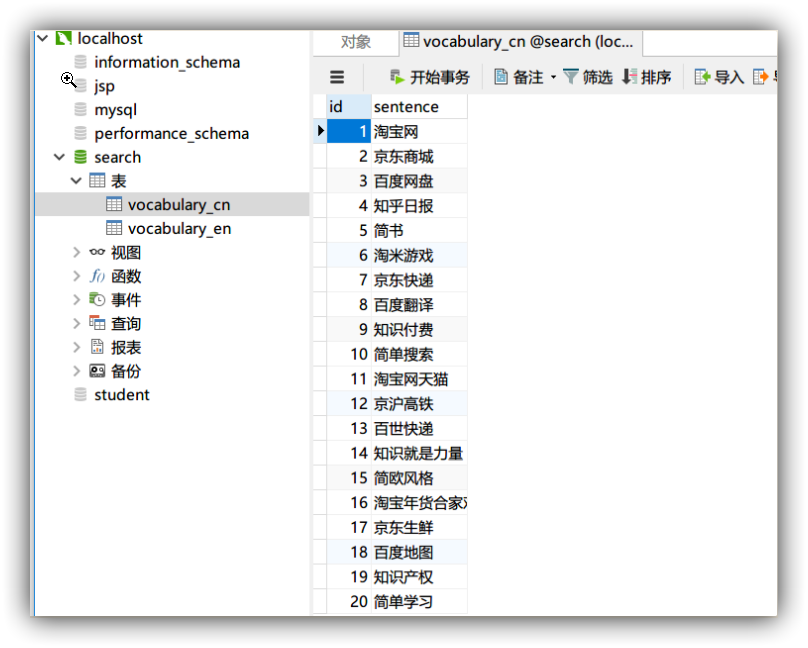 localhost
information_schema
jsp
mysql
performance_schema
search
表
vocabulary_cn
vocabulary_en
视图
函数
事件
查询
报表
备份
student
对象
vocabulary_cn @search (loc...
开始事务
备注
筛选
排序
导入
id sentence
1 淘宝网
2 京东商城
3 百度网盘
4 知乎日报
5 简书
6 淘米游戏
7 京东快递
8 百度翻译
9 知识付费
10 简单搜索
11 淘宝网天猫
12 京沪高铁
13 百世快递
14 知识就是力量
15 简欧风格
16 淘宝年货合家
17 京东生鲜
18 百度地图
19 知识产权
20 简单学习